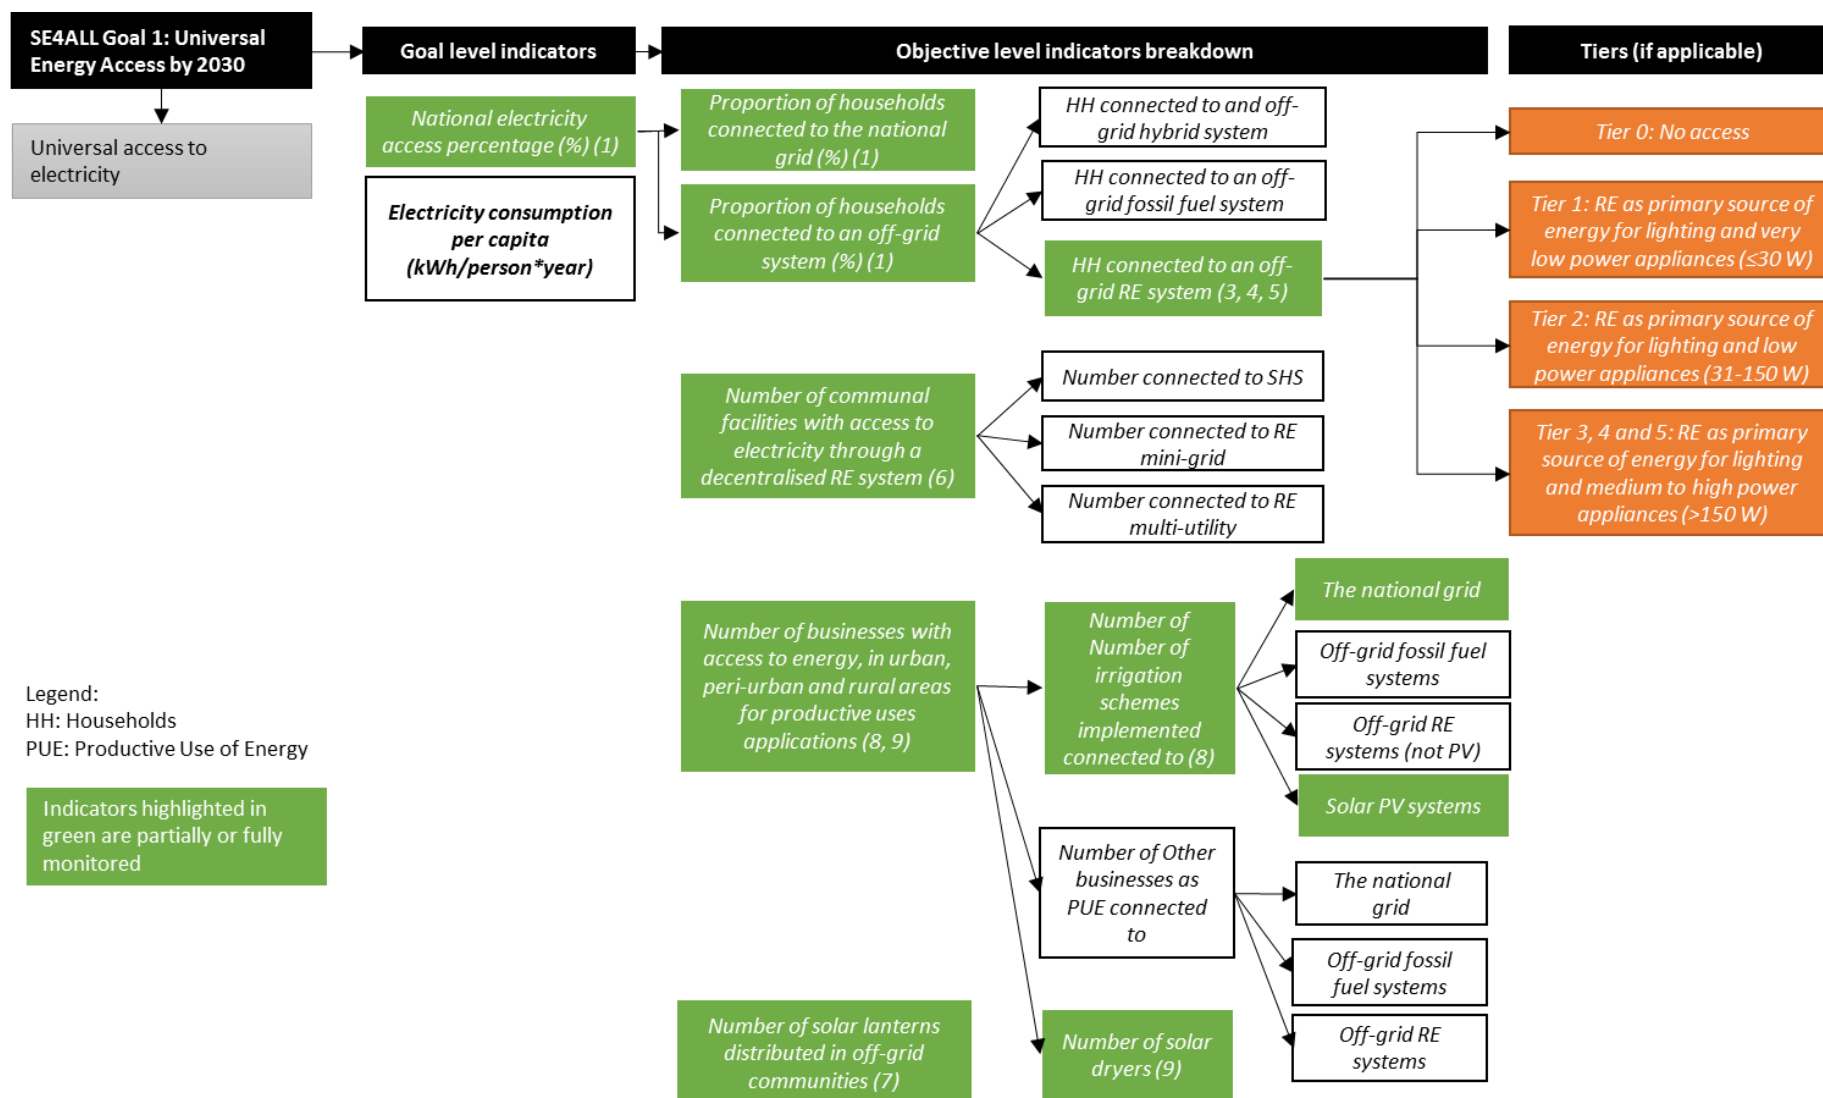 SE4ALL Goal 1: Universal
Energy Access by 2030
Goal level indicators
Objective level indicators breakdown
Tiers (if applicable)
Universal access to
electricity
National electricity
access percentage (%) (1)
Electricity consumption
per capita
(kWh/person*year)
Proportion of households
connected to the national
grid (%) (1)
Proportion of households
connected to an off-grid
system (%) (1)
HH connected to and off-
grid hybrid system
HH connected to an off-
grid fossil fuel system
HH connected to an off-
grid RE system (3, 4, 5)
Tier 0: No access
Tier 1: RE as primary source of
energy for lighting and very
low power appliances (≤30 W)
Tier 2: RE as primary source of
energy for lighting and low
power appliances (31-150 W)
Tier 3, 4 and 5: RE as primary
source of energy for lighting
and medium to high power
appliances (>150 W)
Number of communal
facilities with access to
electricity through a
decentralised RE system (6)
Number connected to SHS
Number connected to RE
mini-grid
Number connected to RE
multi-utility
Number of businesses with
access to energy, in urban,
peri-urban and rural areas
for productive uses
applications (8, 9)
Number of
Number of
irrigation
schemes
implemented
connected to (8)
The national grid
Off-grid fossil fuel
systems
Off-grid RE
systems (not PV)
Solar PV systems
Number of Other
businesses as
PUE connected
to
The national
grid
Off-grid fossil
fuel systems
Off-grid RE
systems
Number of solar lanterns
distributed in off-grid
communities (7)
Number of solar
dryers (9)
Legend:
HH: Households
PUE: Productive Use of Energy
Indicators highlighted in
green are partially or fully
monitored